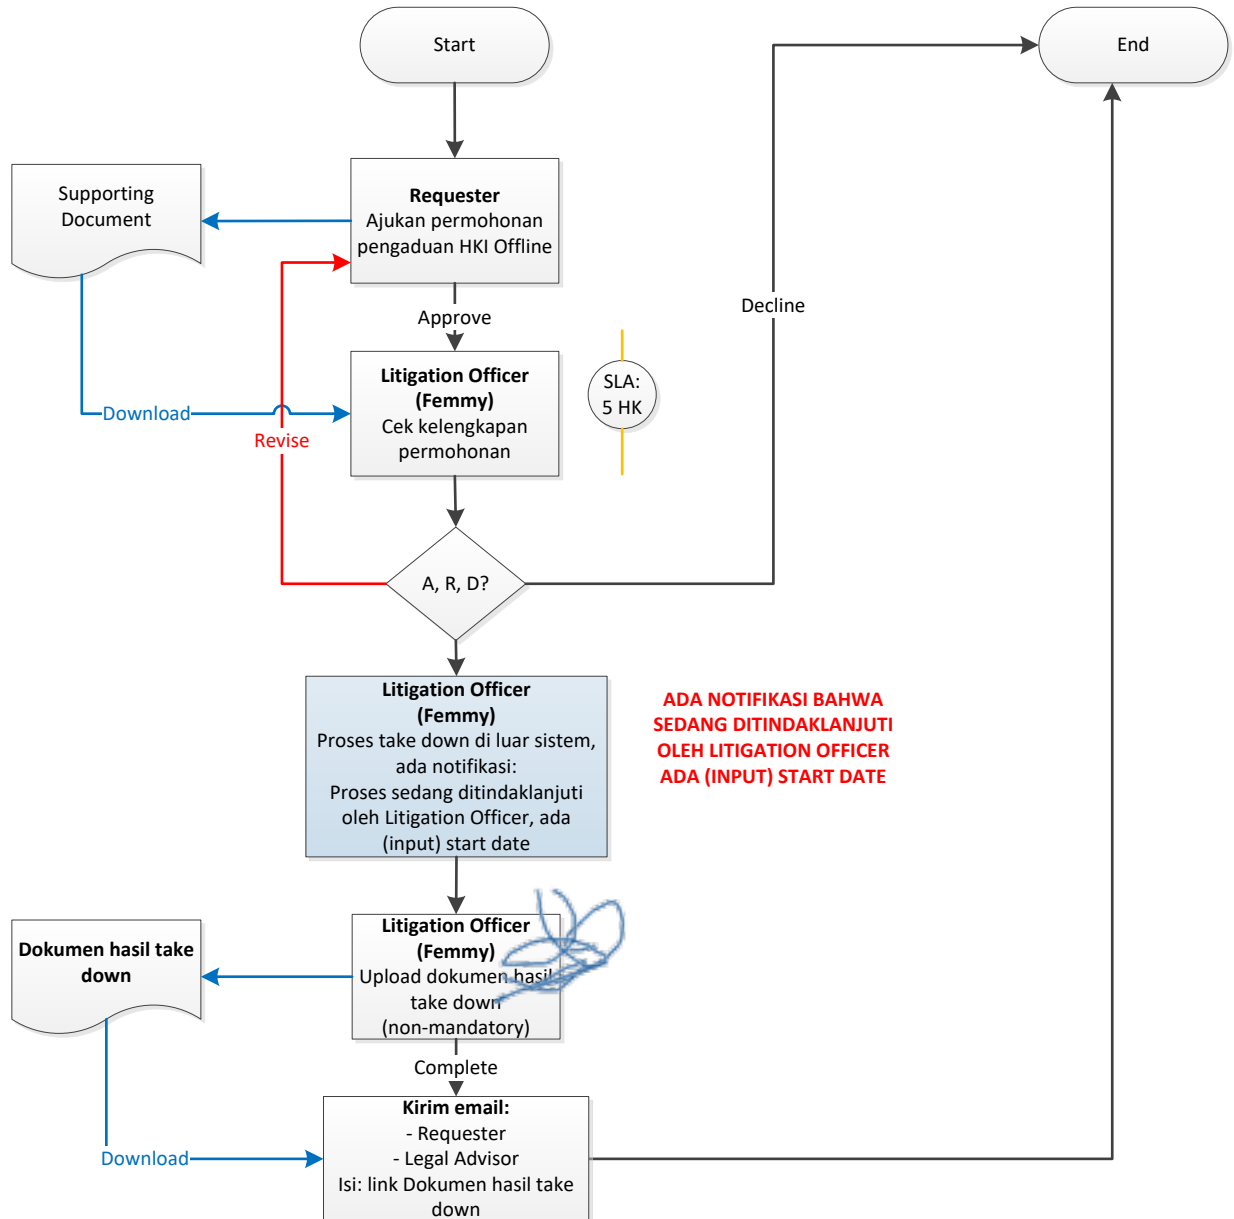 Start
End
Supporting
Document
Requester
Ajukan permohonan
pengaduan HKI Offline
Decline
Approve
Litigation Officer
(Femmy)
Cek kelengkapan
permohonan
SLA:
5 HK
Download
Revise
A, R, D?
Litigation Officer
(Femmy)
Proses take down di luar sistem,
ada notifikasi:
Proses sedang ditindaklanjuti
oleh Litigation Officer, ada
(input) start date
ADA NOTIFIKASI BAHWA
SEDANG DITINDAKLANJUTI
OLEH LITIGATION OFFICER
ADA (INPUT) START DATE
Dokumen hasil take
down
Litigation Officer
(Femmy)
Upload dokumen hasil
take down
(non-mandatory)
Complete
Kirim email:
- Requester
- Legal Advisor
Isi: link Dokumen hasil take
down
Download